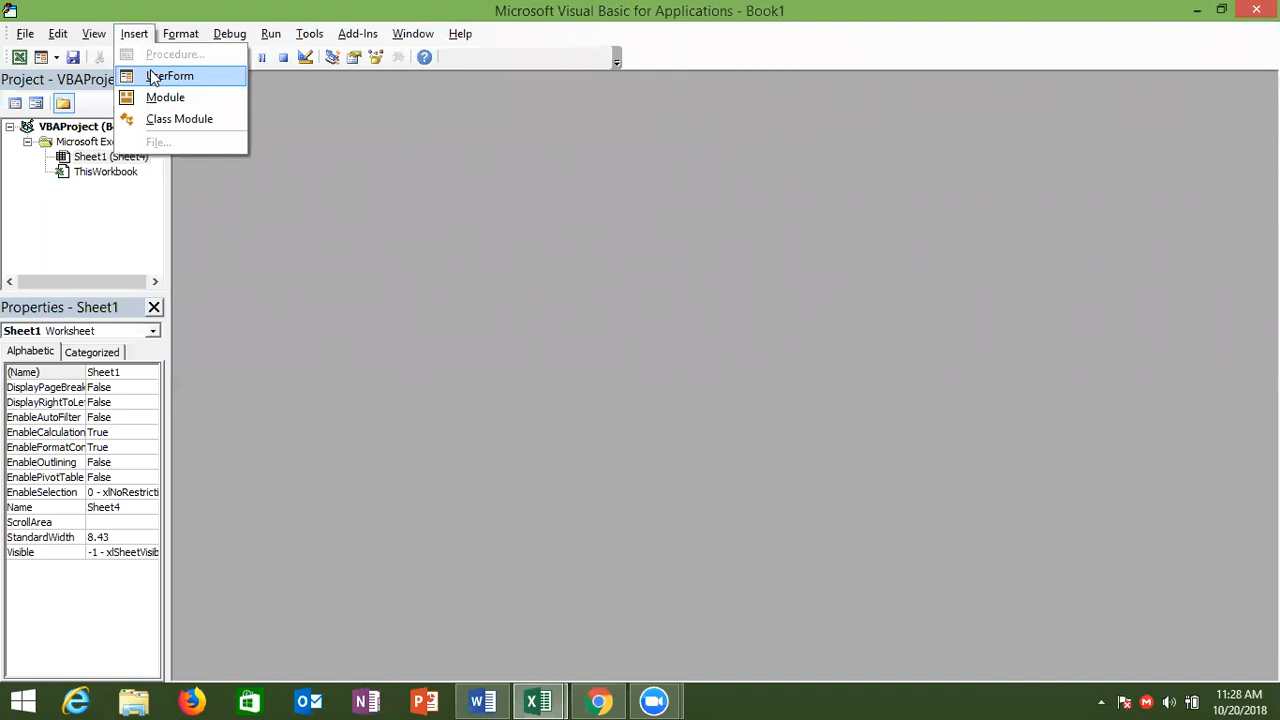 Microsoft Visual Basic for Applications - Book1
File Edit View Insert Format Debug Run Tools Add-Ins Window Help
Procedure...
UserForm
Module
Class Module
File...
Project - VBAProje
VBAProject (B
Microsoft Exc
Sheet1 (Sheet4)
ThisWorkbook
Properties - Sheet1
Sheet1 Worksheet
Alphabetic Categorized
(Name) Sheet1
DisplayPageBreak False
DisplayRightToLe False
EnableAutoFilter False
EnableCalculation True
EnableFormatCon True
EnableOutlining False
EnablePivotTable False
EnableSelection 0 - xlNoRestricti
Name Sheet4
ScrollArea
StandardWidth 8.43
Visible -1 - xlSheetVisib
11:28 AM
10/20/2018